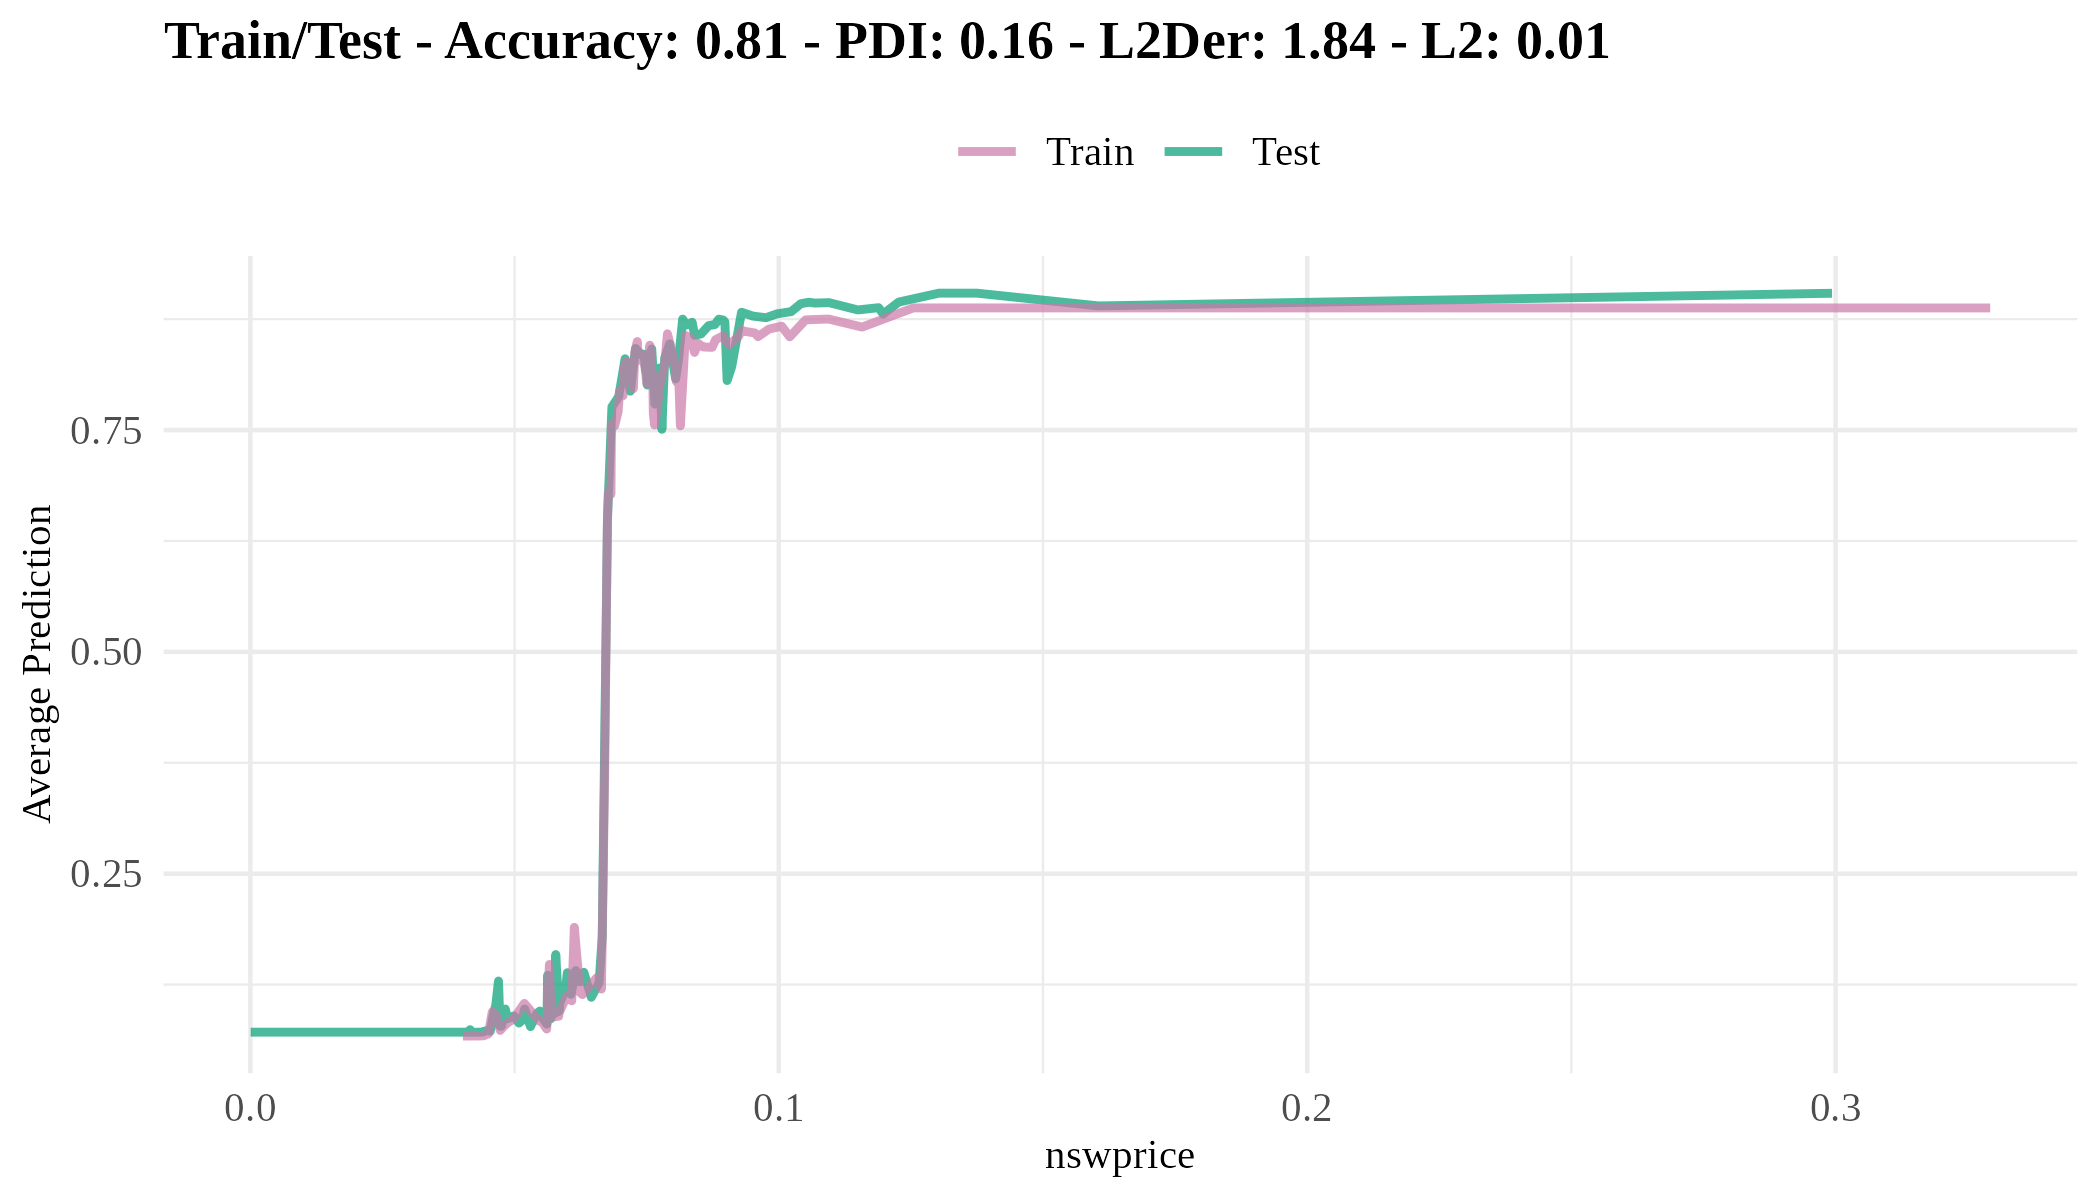 Train/Test - Accuracy: 0.81 - PDI: 0.16 - L2Der: 1.84 - L2: 0.01
Train Test
Average Prediction
0.75
0.50
0.25
0.0 0.1 0.2 0.3
nswprice